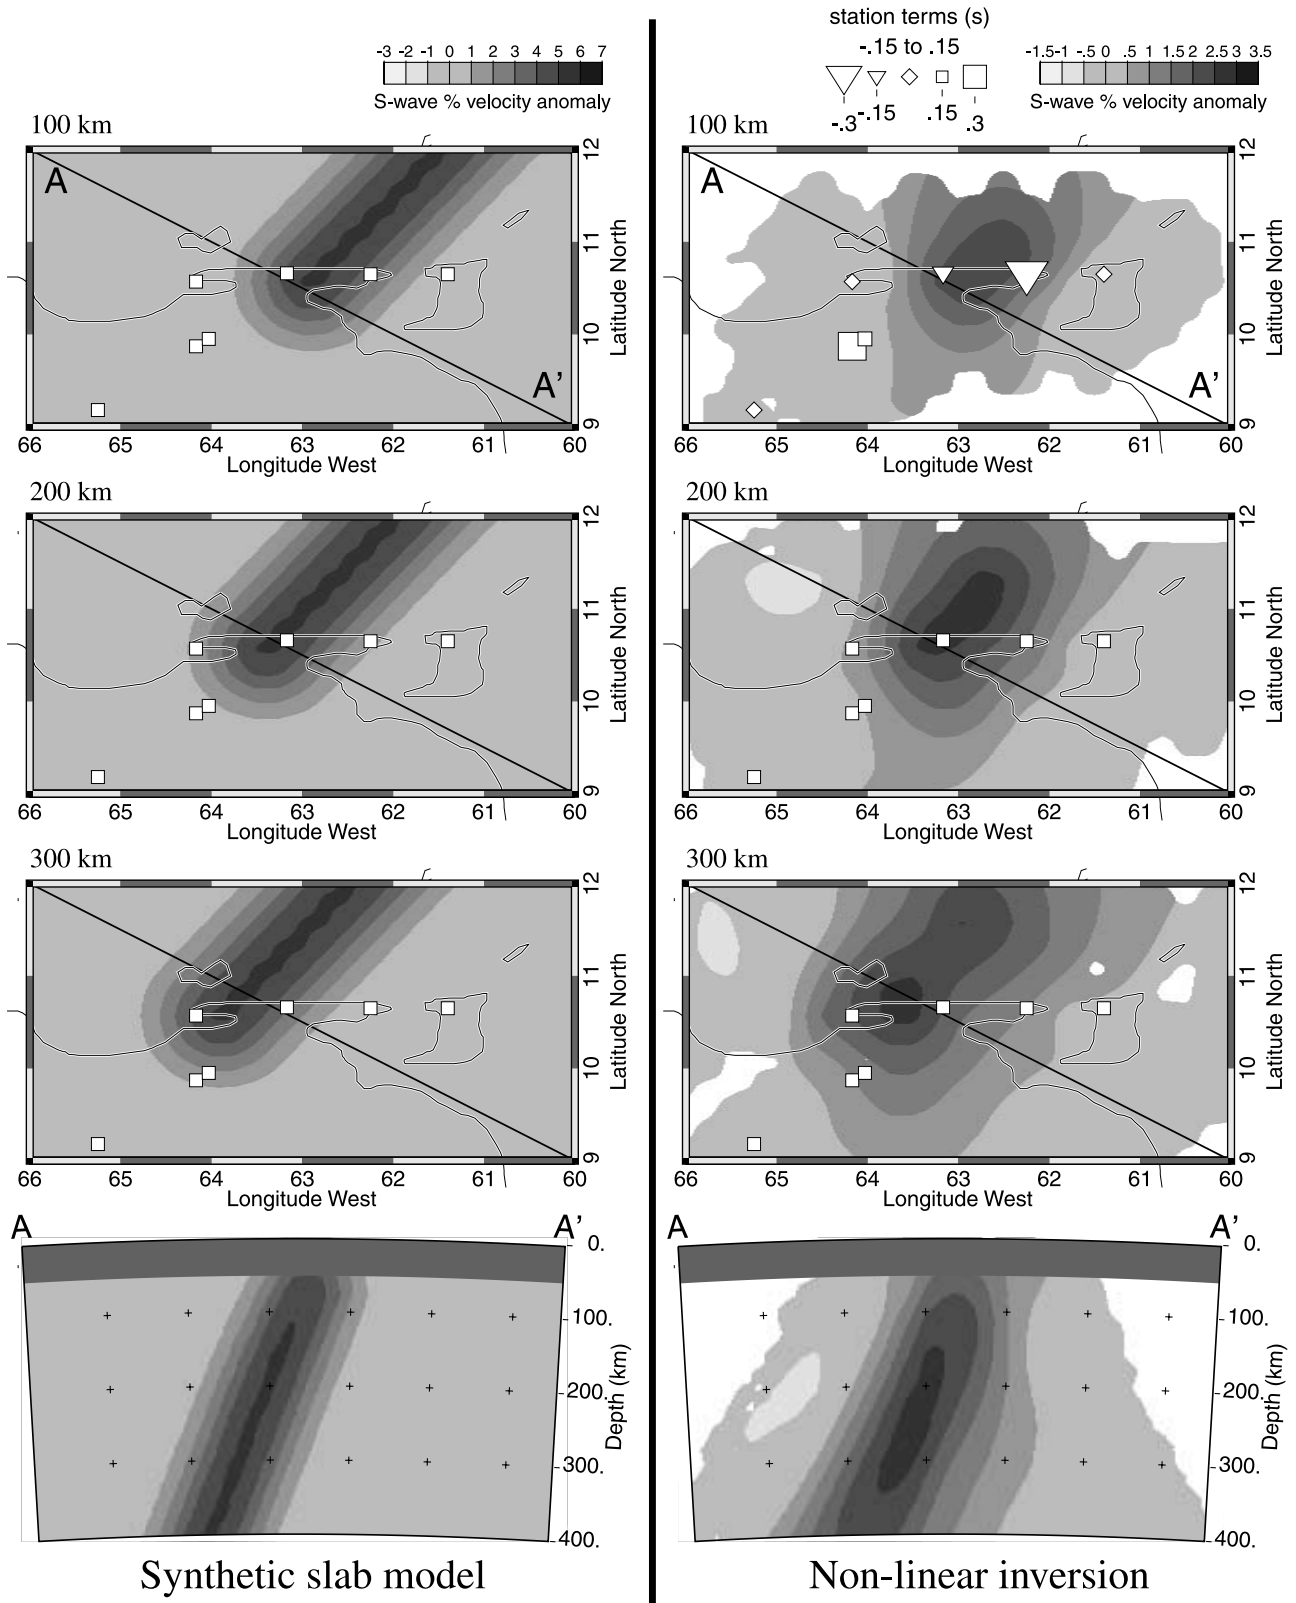 -3 -2 -1 0 1 2 3 4 5 6 7
S-wave % velocity anomaly
100 km
A
A'
12
11
10
9
Latitude North
66 65 64 63 62 61 60
Longitude West
200 km
12
11
10
9
Latitude North
66 65 64 63 62 61 60
Longitude West
300 km
12
11
10
9
Latitude North
66 65 64 63 62 61 60
Longitude West
A A'
0.
100.
200.
300.
400.
Depth (km)
Synthetic slab model
station terms (s)
-.15 to .15
-.3 -.15 .15 .3
-1.5 -1 -.5 0 .5 1 1.5 2 2.5 3 3.5
S-wave % velocity anomaly
100 km
A
A'
12
11
10
9
Latitude North
66 65 64 63 62 61 60
Longitude West
200 km
12
11
10
9
Latitude North
66 65 64 63 62 61 60
Longitude West
300 km
12
11
10
9
Latitude North
66 65 64 63 62 61 60
Longitude West
A A'
0.
100.
200.
300.
400.
Depth (km)
Non-linear inversion